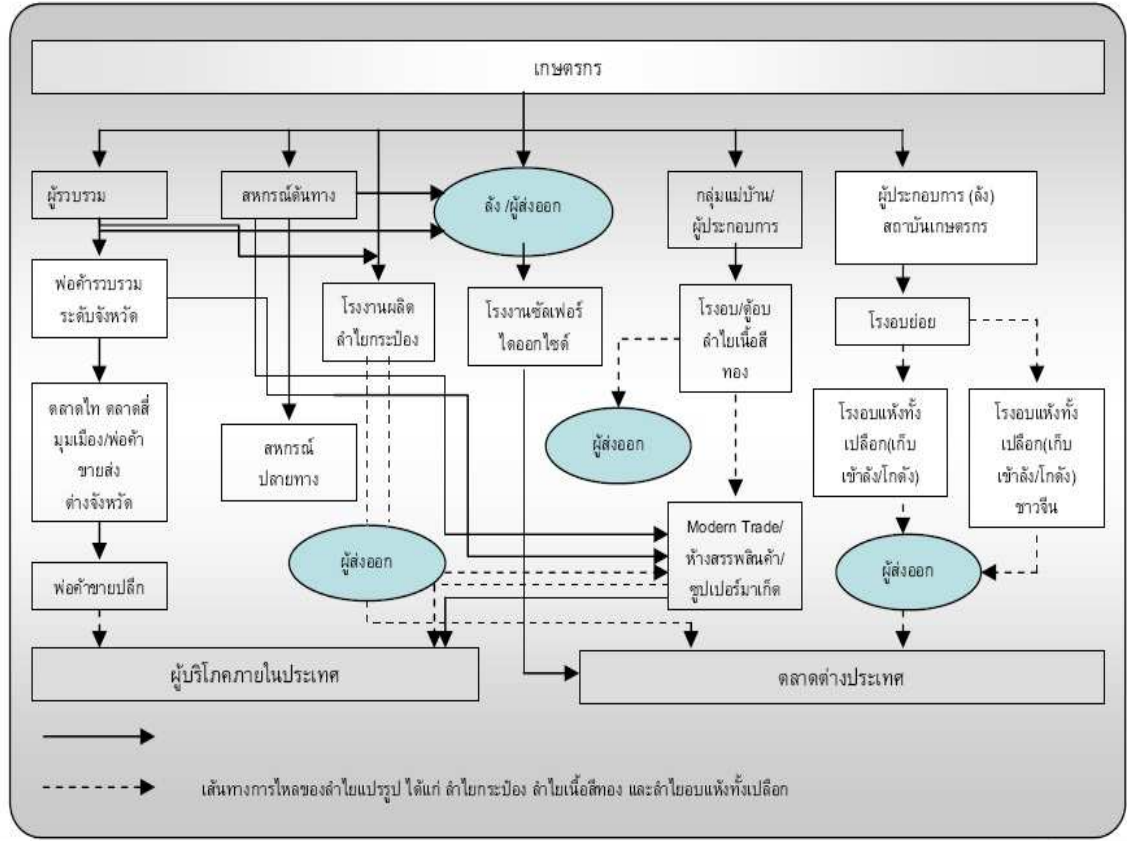 เกษตรกร
ผู้รวบรวม
สหกรณ์ต้นทาง
ล้ง /ผู้ส่งออก
กลุ่มแม่บ้าน/
ผู้ประกอบการ
ผู้ประกอบการ (ล้ง)
สถาบันเกษตรกร
พ่อค้ารวบรวม
ระดับจังหวัด
โรงงานผลิต
ลำไยกระป๋อง
โรงงานซัลเฟอร์
ไดออกไซด์
โรงอบ/ตู้อบ
ลำไยเนื้อสี
ทอง
โรงอบย่อย
ตลาดไท ตลาดสี่
มุมเมือง/พ่อค้า
ขายส่ง
ต่างจังหวัด
สหกรณ์
ปลายทาง
ผู้ส่งออก
โรงอบแห้งทั้ง
เปลือก(เก็บ
เข้าล้ง/โกดัง)
โรงอบแห้งทั้ง
เปลือก(เก็บ
เข้าล้ง/โกดัง)
ชาวจีน
พ่อค้าขายปลีก
ผู้ส่งออก
Modern Trade/
ห้างสรรพสินค้า/
ซูปเปอร์มาเก็ต
ผู้ส่งออก
ผู้บริโภคภายในประเทศ
ตลาดต่างประเทศ
เส้นทางการไหลของลำไยแปรรูป ได้แก่ ลำไยกระป๋อง ลำไยเนื้อสีทอง และลำไยอบแห้งทั้งเปลือก